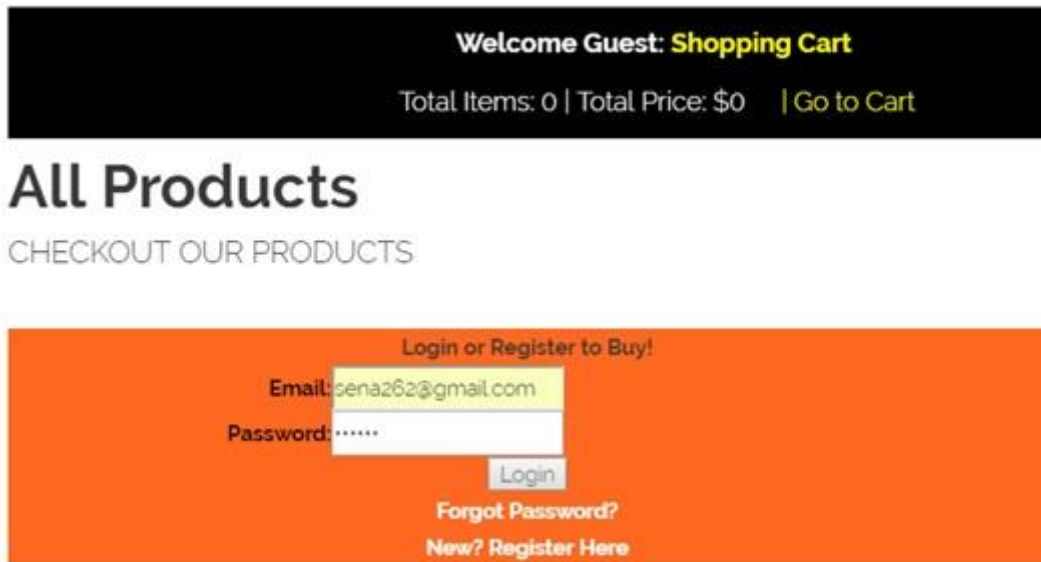 Welcome Guest: Shopping Cart
Total Items: 0 | Total Price: $0 | Go to Cart
All Products
CHECKOUT OUR PRODUCTS
Login or Register to Buy!
Email: sena262@gmail.com
Password: ······
Login
Forgot Password?
New? Register Here